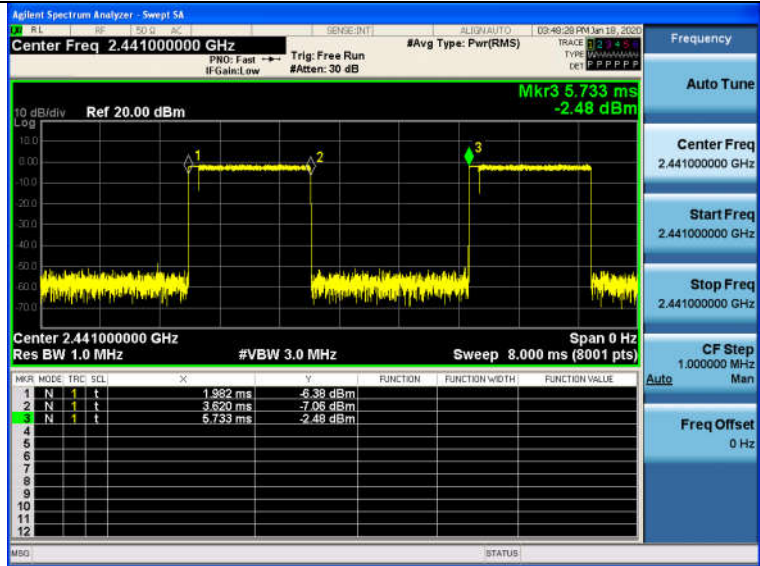 Agilent Spectrum Analyzer - Swept SA
RL RF 50 Ω AC SENSE:INT ALIGNAUTO 03:49:28 PM Jan 18, 2020
Center Freq 2.441000000 GHz
PNO: Fast
IFGain:Low
Trig: Free Run
#Atten: 30 dB
#Avg Type: Pwr(RMS)
TRACE 1 2 3 4 5 6
TYPE
DET P P P P P P
Mkr3 5.733 ms
-2.48 dBm
10 dB/div Ref 20.00 dBm
Log
10.0
0.00
-10.0
-20.0
-30.0
-40.0
-50.0
-60.0
-70.0
1
2
3
Center 2.441000000 GHz Span 0 Hz
Res BW 1.0 MHz #VBW 3.0 MHz Sweep 8.000 ms (8001 pts)
MKR MODE TRC SCL X Y FUNCTION FUNCTION WIDTH FUNCTION VALUE
1 N 1 t 1.982 ms -6.38 dBm
2 N 1 t 3.620 ms -7.06 dBm
3 N 1 t 5.733 ms -2.48 dBm
4
5
6
7
8
9
10
11
12
MSG STATUS
Frequency
Auto Tune
Center Freq
2.441000000 GHz
Start Freq
2.441000000 GHz
Stop Freq
2.441000000 GHz
CF Step
1.000000 MHz
Auto Man
Freq Offset
0 Hz